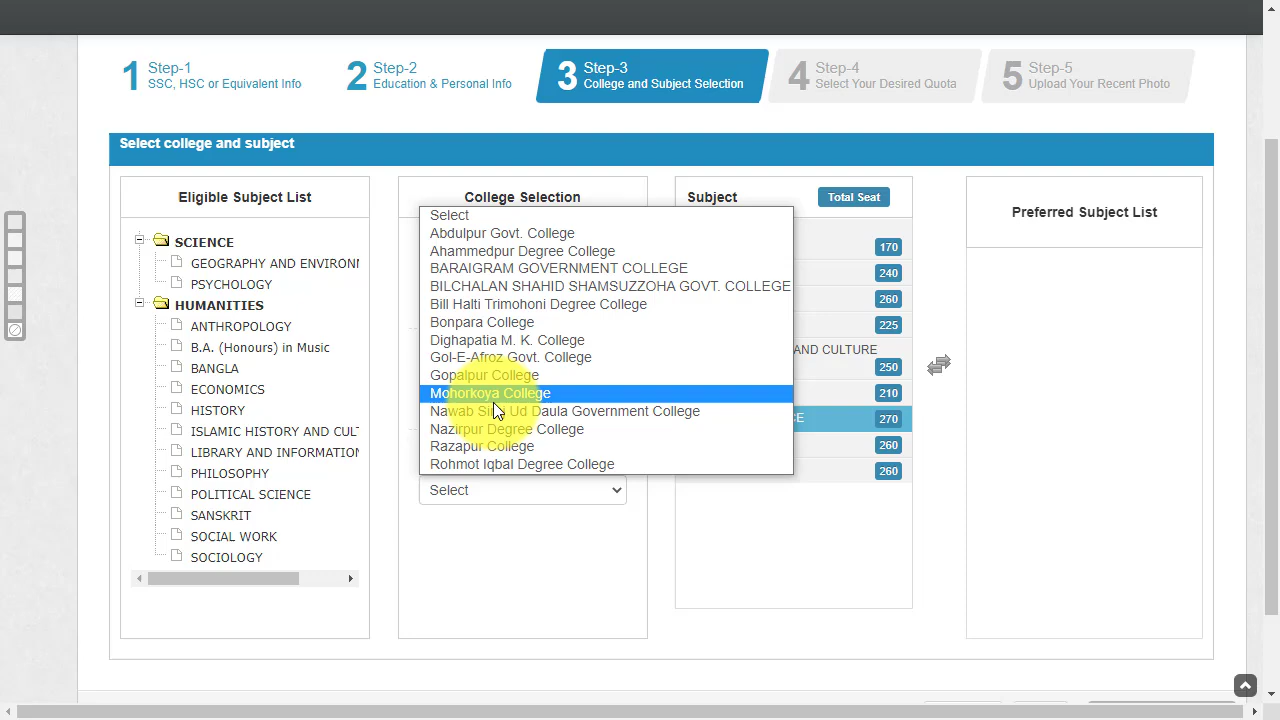 1 Step-1
SSC, HSC or Equivalent Info
2 Step-2
Education & Personal Info
3 Step-3
College and Subject Selection
4 Step-4
Select Your Desired Quota
5 Step-5
Upload Your Recent Photo
Select college and subject
Eligible Subject List
SCIENCE
GEOGRAPHY AND ENVIRON
PSYCHOLOGY
HUMANITIES
ANTHROPOLOGY
B.A. (Honours) in Music
BANGLA
ECONOMICS
HISTORY
ISLAMIC HISTORY AND CUL
LIBRARY AND INFORMATION
PHILOSOPHY
POLITICAL SCIENCE
SANSKRIT
SOCIAL WORK
SOCIOLOGY
College Selection
Select
Abdulpur Govt. College
Ahammedpur Degree College
BARAIGRAM GOVERNMENT COLLEGE
BILCHALAN SHAHID SHAMSUZZOHA GOVT. COLLEGE
Bill Halti Trimohoni Degree College
Bonpara College
Dighapatia M. K. College
Gol-E-Afroz Govt. College
Gopalpur College
Mohorkoya College
Nawab Siraj Ud Daula Government College
Nazirpur Degree College
Razapur College
Rohmot Iqbal Degree College
Select
Subject Total Seat
170
240
260
225
AND CULTURE
250
210
CE 270
260
260
Preferred Subject List